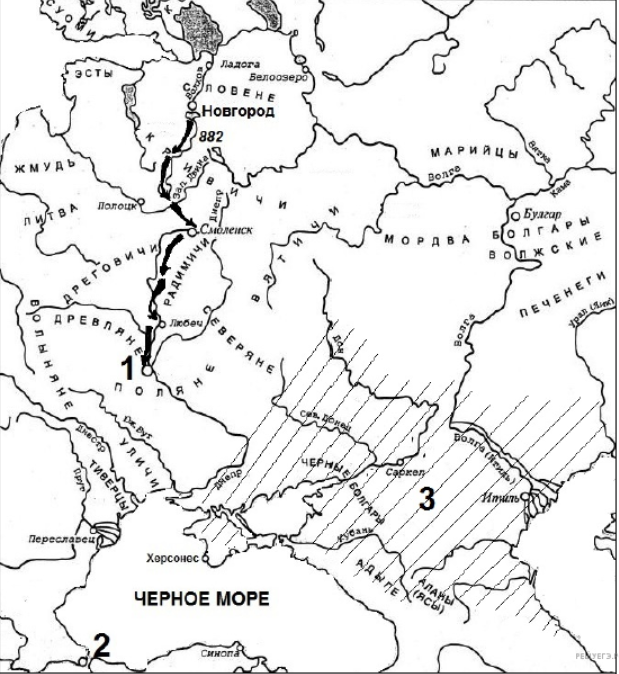 СУОМИ
ЭСТЫ
Ладога
Белоозеро
Волхов
СЛОВЕНЕ
Новгород
882
КРИВИЧИ
Зап. Двина
ЖМУДЬ
ЛИТВА
Полоцк
Днепр
Смоленск
МАРИЙЦЫ
Волга
Вятка
Кама
Булгар
БОЛГАРЫ
ВОЛЖСКИЕ
МОРДВА
ВЯТИЧИ
ПЕЧЕНЕГИ
Урал (Яик)
ДРЕГОВИЧИ
РАДИМИЧИ
ДРЕВЛЯНЕ
Любеч
СЕВЕРЯНЕ
ВОЛЫНЯНЕ
1
ПОЛЯНЕ
Дон
Волга
Сев. Донец
Днестр
Юж. Буг
УЛИЧИ
ТИВЕРЦЫ
Прут
Днепр
ЧЕРНЫЕ
БОЛГАРЫ
Саркел
Волга (Итиль)
3
Итиль
Переславец
Кубань
Херсонес
АДЫГЕ
АЛАНЫ
(ЯСЫ)
ЧЕРНОЕ МОРЕ
2
Синопа